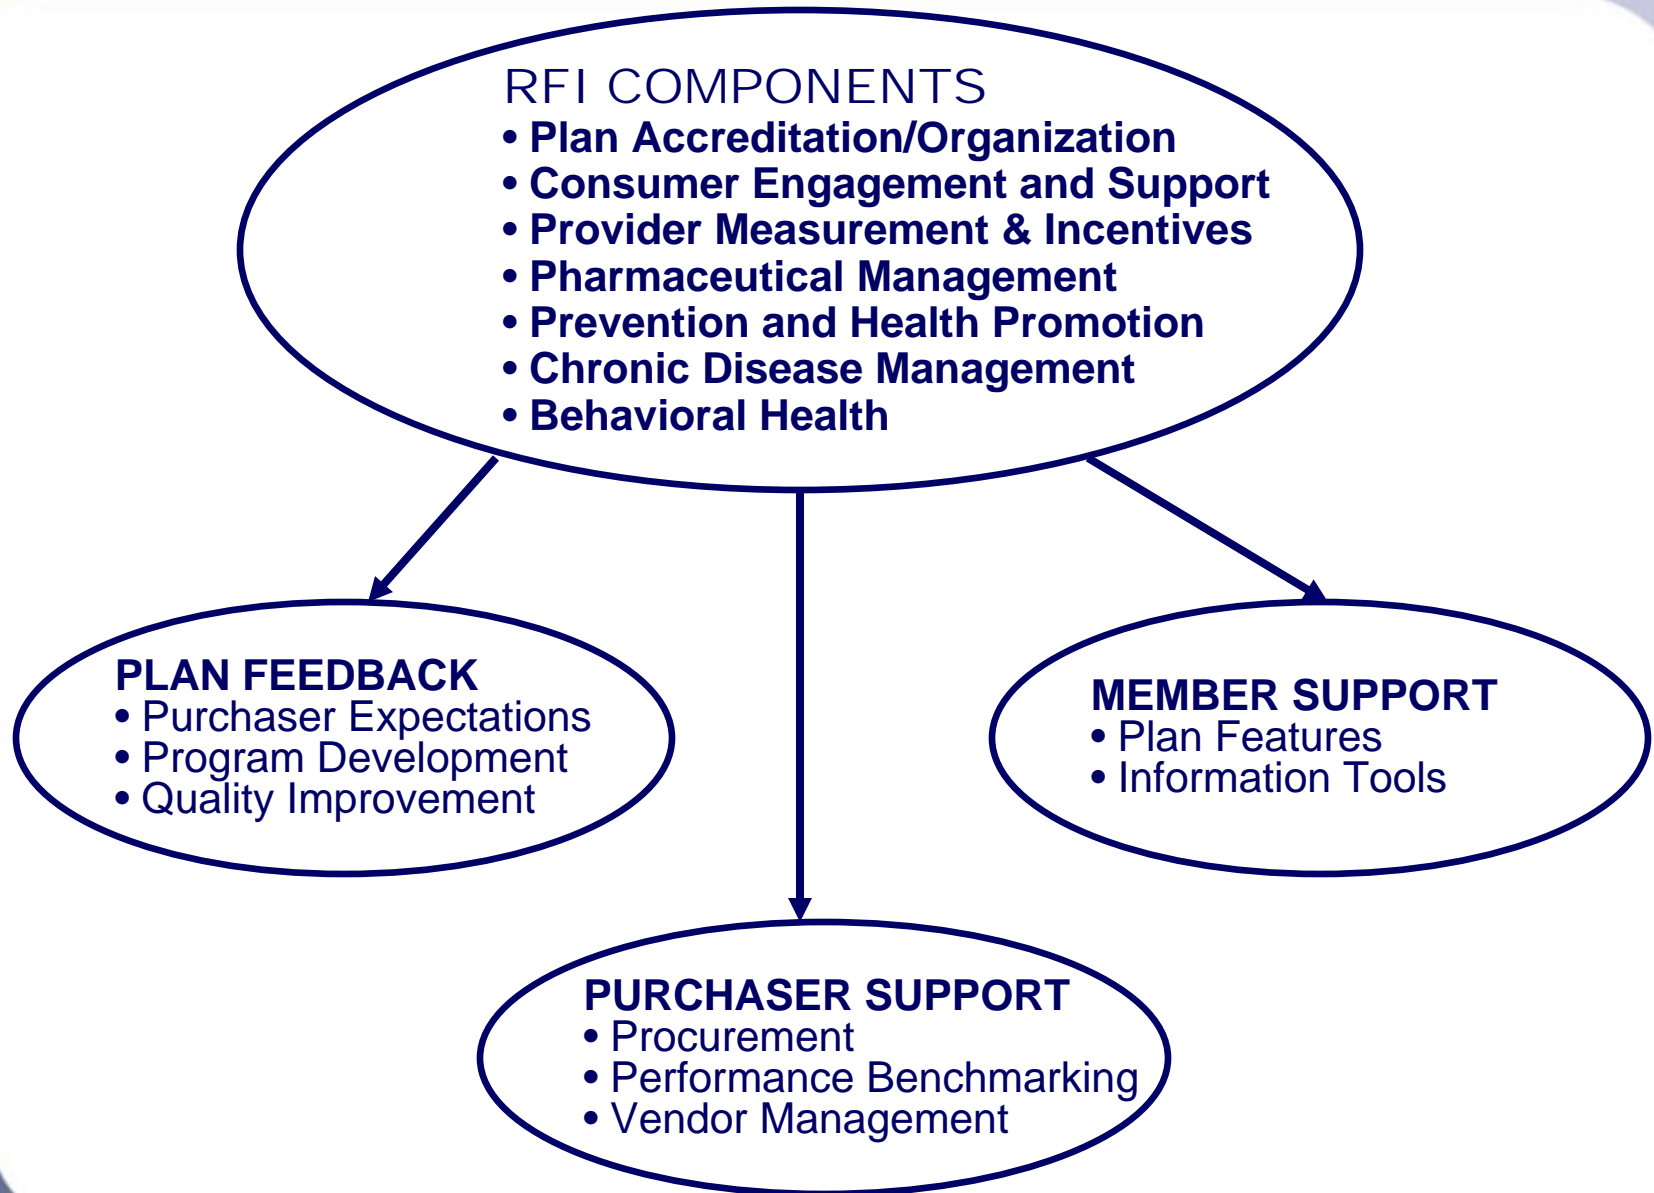 RFI COMPONENTS
• Plan Accreditation/Organization
• Consumer Engagement and Support
• Provider Measurement & Incentives
• Pharmaceutical Management
• Prevention and Health Promotion
• Chronic Disease Management
• Behavioral Health
PLAN FEEDBACK
• Purchaser Expectations
• Program Development
• Quality Improvement
MEMBER SUPPORT
• Plan Features
• Information Tools
PURCHASER SUPPORT
• Procurement
• Performance Benchmarking
• Vendor Management